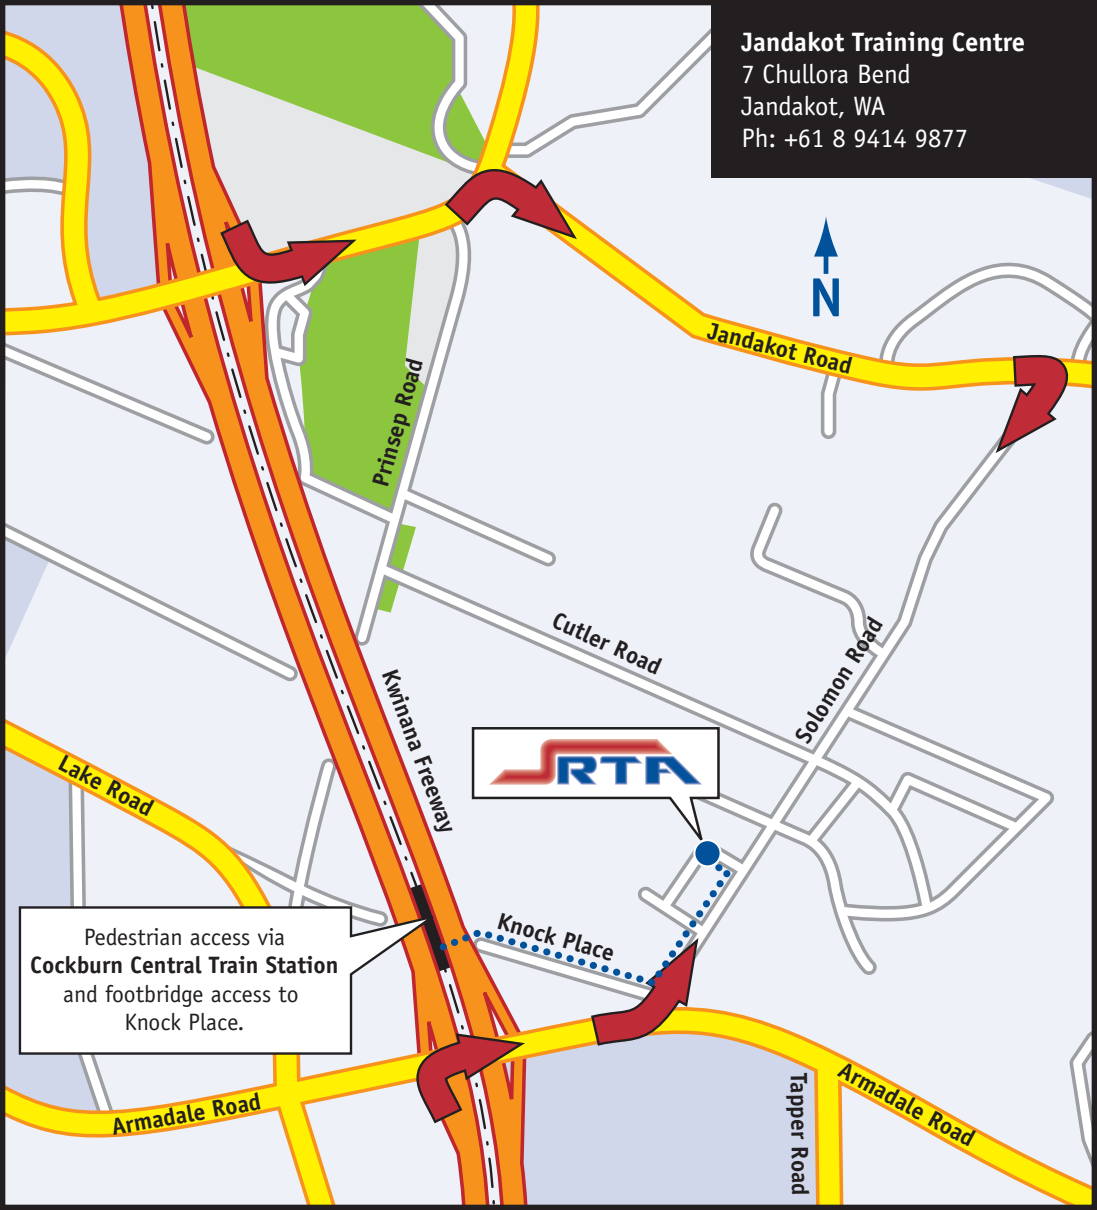 Jandakot Training Centre
7 Chullora Bend
Jandakot, WA
Ph: +61 8 9414 9877
N
Jandakot Road
Prinsep Road
Cutler Road
Solomon Road
Kwinana Freeway
Lake Road
RTA
Knock Place
Pedestrian access via
Cockburn Central Train Station
and footbridge access to
Knock Place.
Armadale Road
Tapper Road
Armadale Road